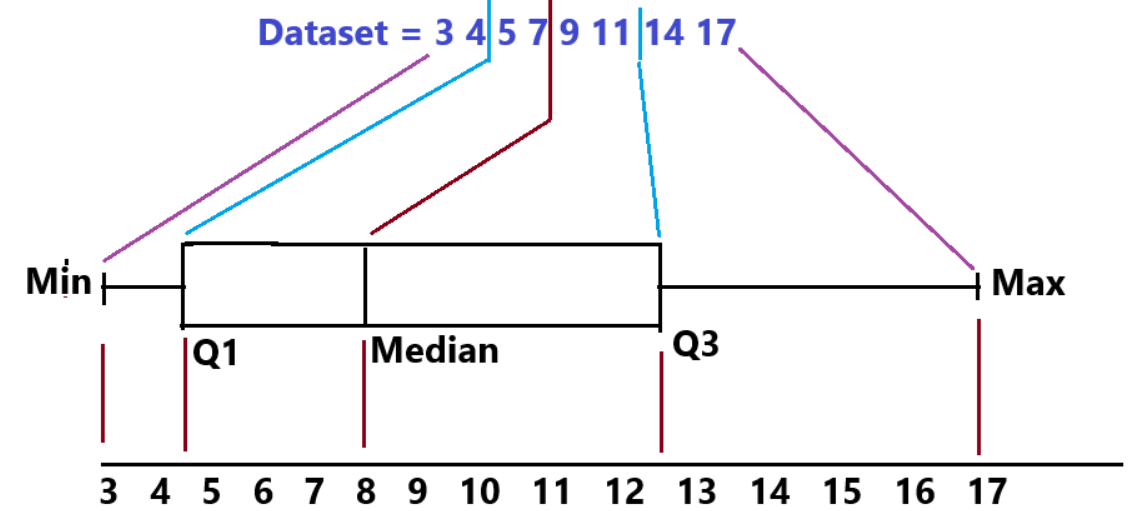 Dataset = 3 4 5 7 9 11 14 17
Min Max
Q1 Median Q3
3 4 5 6 7 8 9 10 11 12 13 14 15 16 17